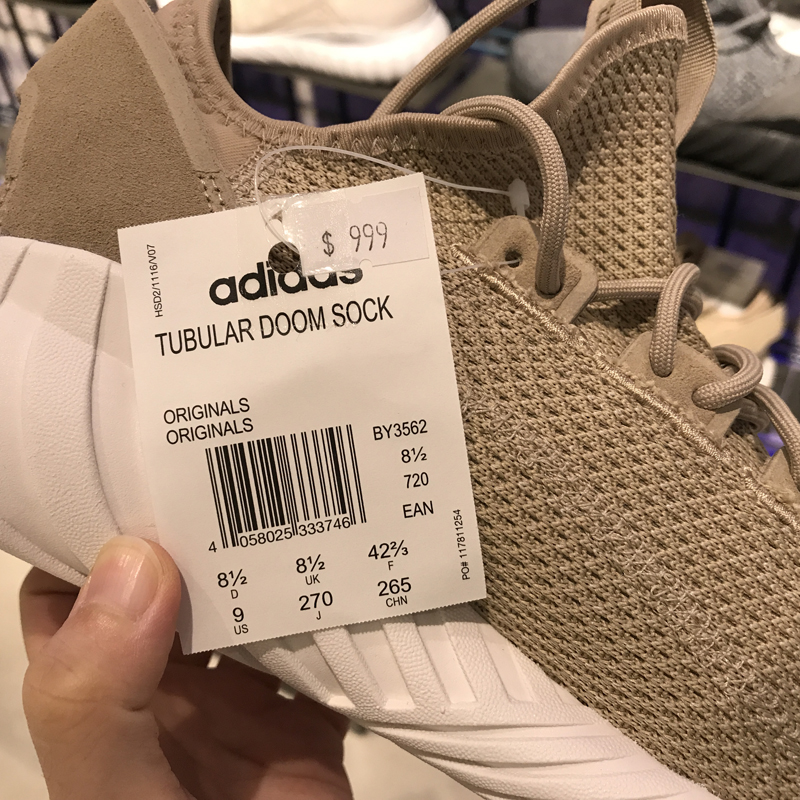 $ 999
adidas
HSD2/1116/V07
TUBULAR DOOM SOCK
ORIGINALS
ORIGINALS
BY3562
8½
720
EAN
4 058025 333746
PO# 117811254
8½ 8½ 42⅔
D UK F
9 270 265
US J CHN